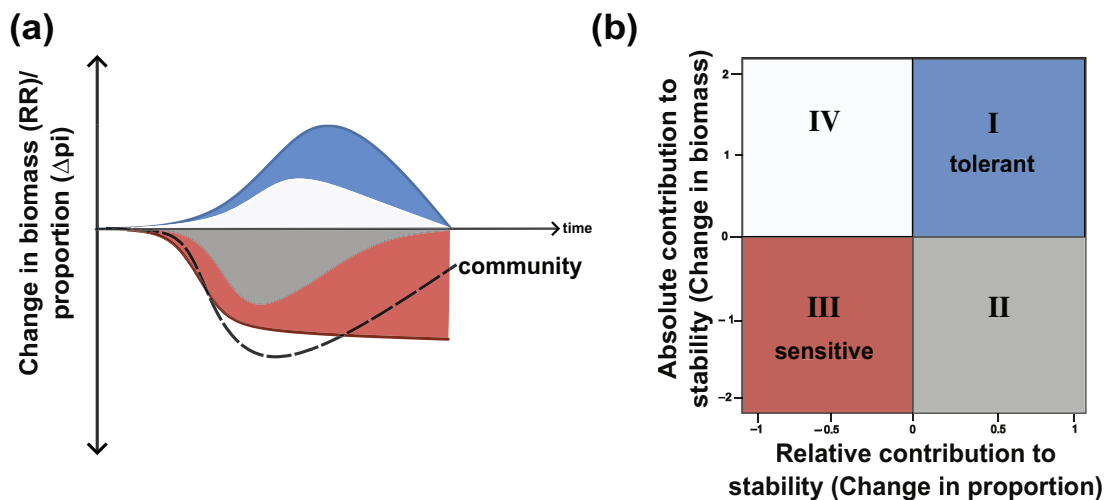 (a)
Change in biomass (RR)/
proportion (Δpi)
time
community
(b)
Absolute contribution to
stability (Change in biomass)
2
1
0
−1
−2
IV
I
tolerant
III
sensitive
II
−1
−0.5
0
0.5
1
Relative contribution to
stability (Change in proportion)